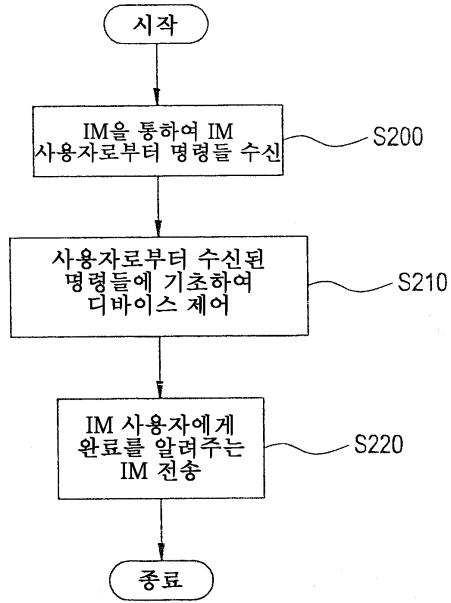 시작
IM을 통하여 IM
사용자로부터 명령들 수신
S200
사용자로부터 수신된
명령들에 기초하여
디바이스 제어
S210
IM 사용자에게
완료를 알려주는
IM 전송
S220
종료